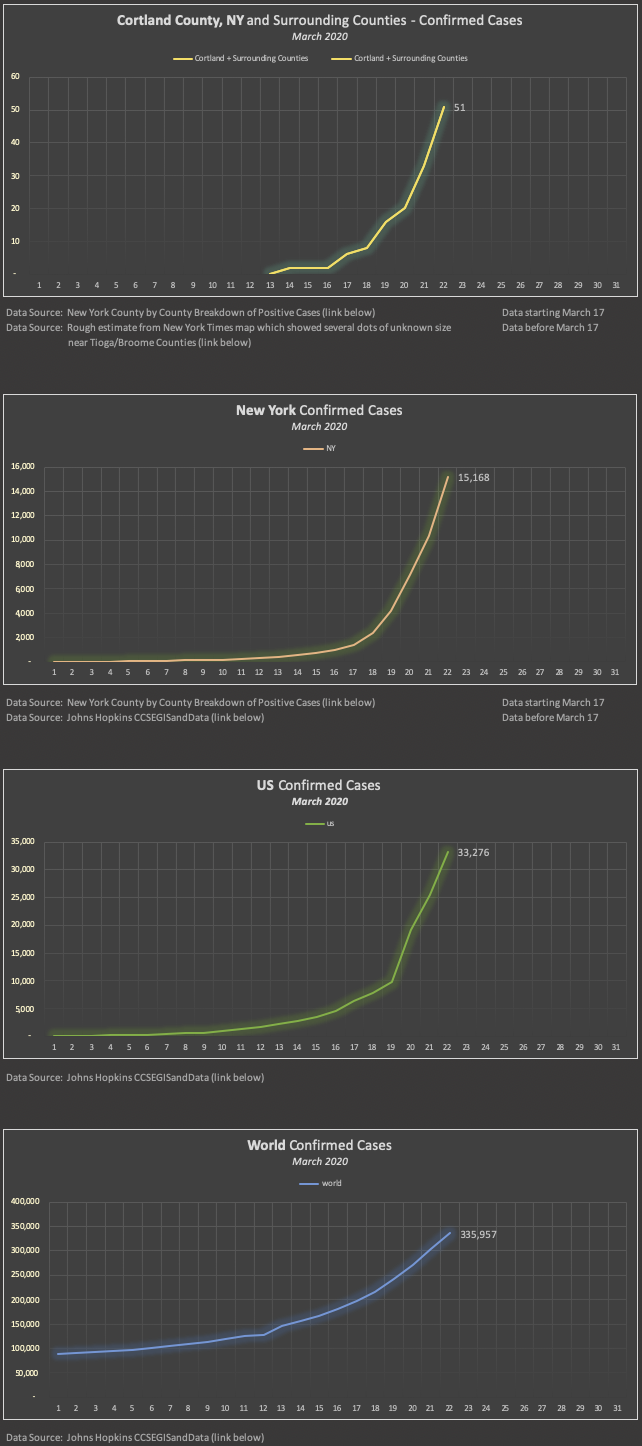 Cortland County, NY and Surrounding Counties - Confirmed Cases
March 2020
Cortland + Surrounding Counties Cortland + Surrounding Counties
60
50
40
30
20
10
-
51
1 2 3 4 5 6 7 8 9 10 11 12 13 14 15 16 17 18 19 20 21 22 23 24 25 26 27 28 29 30 31
Data Source: New York County by County Breakdown of Positive Cases (link below) Data starting March 17
Data Source: Rough estimate from New York Times map which showed several dots of unknown size Data before March 17
near Tioga/Broome Counties (link below)
New York Confirmed Cases
March 2020
NY
16,000
14,000
12,000
10,000
8,000
6,000
4,000
2,000
-
15,168
1 2 3 4 5 6 7 8 9 10 11 12 13 14 15 16 17 18 19 20 21 22 23 24 25 26 27 28 29 30 31
Data Source: New York County by County Breakdown of Positive Cases (link below) Data starting March 17
Data Source: Johns Hopkins CCSEGISandData (link below) Data before March 17
US Confirmed Cases
March 2020
us
35,000
30,000
25,000
20,000
15,000
10,000
5,000
-
33,276
1 2 3 4 5 6 7 8 9 10 11 12 13 14 15 16 17 18 19 20 21 22 23 24 25 26 27 28 29 30 31
Data Source: Johns Hopkins CCSEGISandData (link below)
World Confirmed Cases
March 2020
world
400,000
350,000
300,000
250,000
200,000
150,000
100,000
50,000
-
335,957
1 2 3 4 5 6 7 8 9 10 11 12 13 14 15 16 17 18 19 20 21 22 23 24 25 26 27 28 29 30 31
Data Source: Johns Hopkins CCSEGISandData (link below)